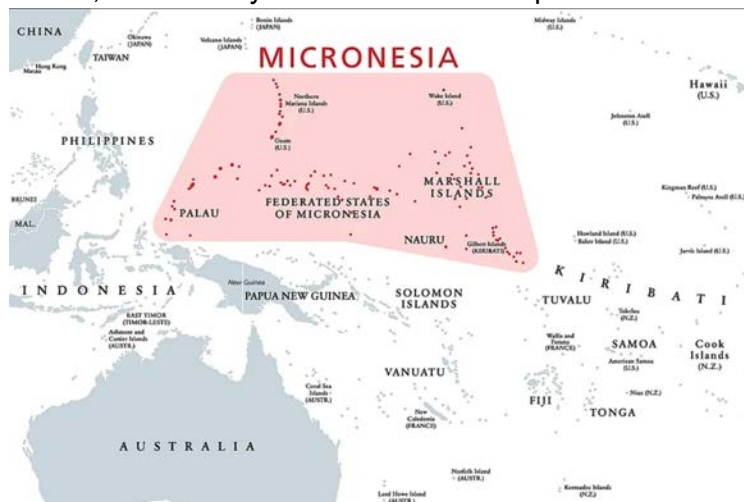 CHINA
Okinawa
(JAPAN)
Bonin Islands
(JAPAN)
Volcano Islands
(JAPAN)
Midway Islands
(U.S.)
TAIWAN
Hong Kong
Macau
MICRONESIA
Hawaii
(U.S.)
Northern
Mariana Islands
(U.S.)
Wake Island
(U.S.)
Johnston Atoll
(U.S.)
PHILIPPINES
Guam
(U.S.)
MARSHALL
ISLANDS
Kingman Reef (U.S.)
Palmyra Atoll (U.S.)
BRUNEI
MAL.
PALAU
FEDERATED STATES
OF MICRONESIA
NAURU
Gilbert Islands
(KIRIBATI)
Howland Island (U.S.)
Baker Island (U.S.)
Jarvis Island (U.S.)
INDONESIA
New Guinea
PAPUA NEW GUINEA
SOLOMON
ISLANDS
KIRIBATI
TUVALU
Tokelau
(N.Z.)
EAST TIMOR
(TIMOR-LESTE)
Ashmore and
Cartier Islands
(AUSTR.)
Wallis and
Futuna
(FRANCE)
SAMOA
American Samoa
(U.S.)
Cook
Islands
(N.Z.)
Coral Sea
Islands
(AUSTR.)
VANUATU
FIJI
Niue (N.Z.)
TONGA
New
Caledonia
(FRANCE)
AUSTRALIA
Norfolk Island
(AUSTR.)
Lord Howe Island
(AUSTR.)
Kermadec Islands
(N.Z.)